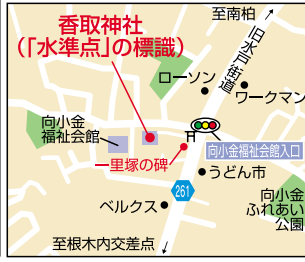 至南柏
香取神社
(「水準点」の標識)
旧水戸街道
ローソン
ワークマン
向小金
福祉会館
向小金福祉会館入口
一里塚の碑
うどん市
261
ベルクス
向小金
ふれあい
公園
至根木内交差点